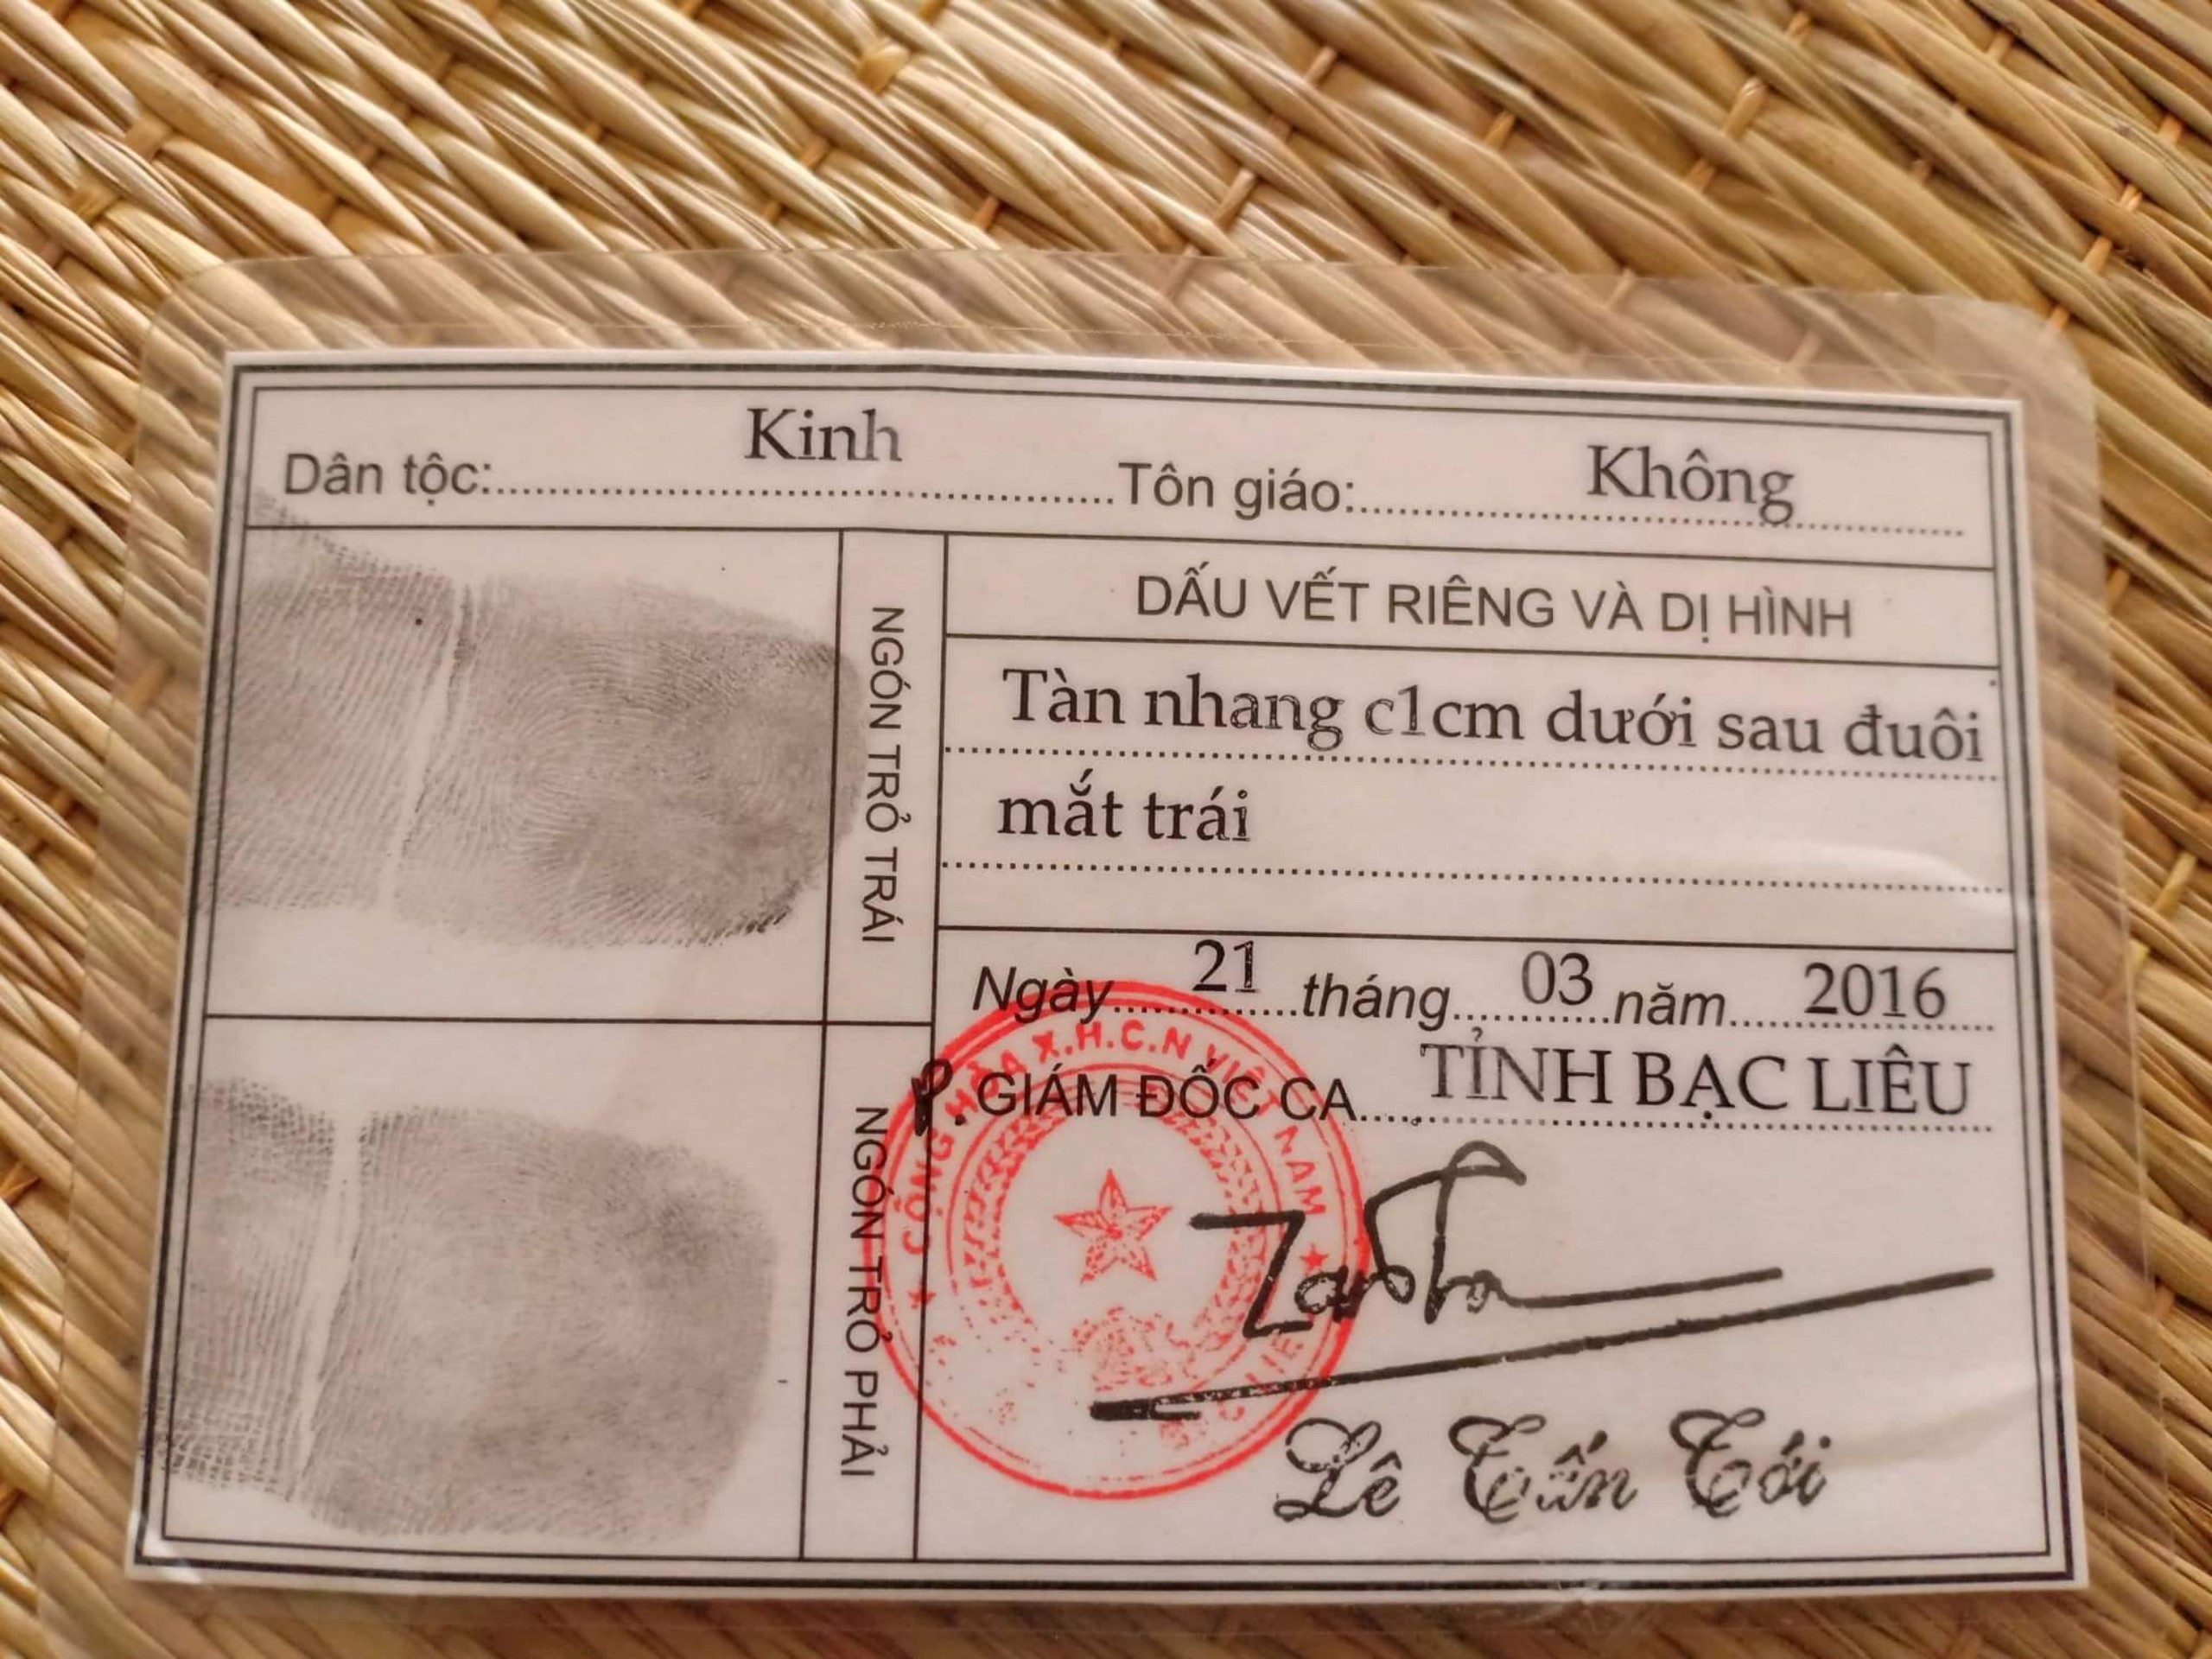 Dân tộc: Kinh Tôn giáo: Không
NGÓN TRỎ TRÁI
DẤU VẾT RIÊNG VÀ DỊ HÌNH
Tàn nhang c1cm dưới sau đuôi
mắt trái
Ngày 21 tháng 03 năm 2016
P. GIÁM ĐỐC CA TỈNH BẠC LIÊU
NGÓN TRỎ PHẢI
CỘNG HÒA X.H.C.N VIỆT NAM
Lê Tấn Tới